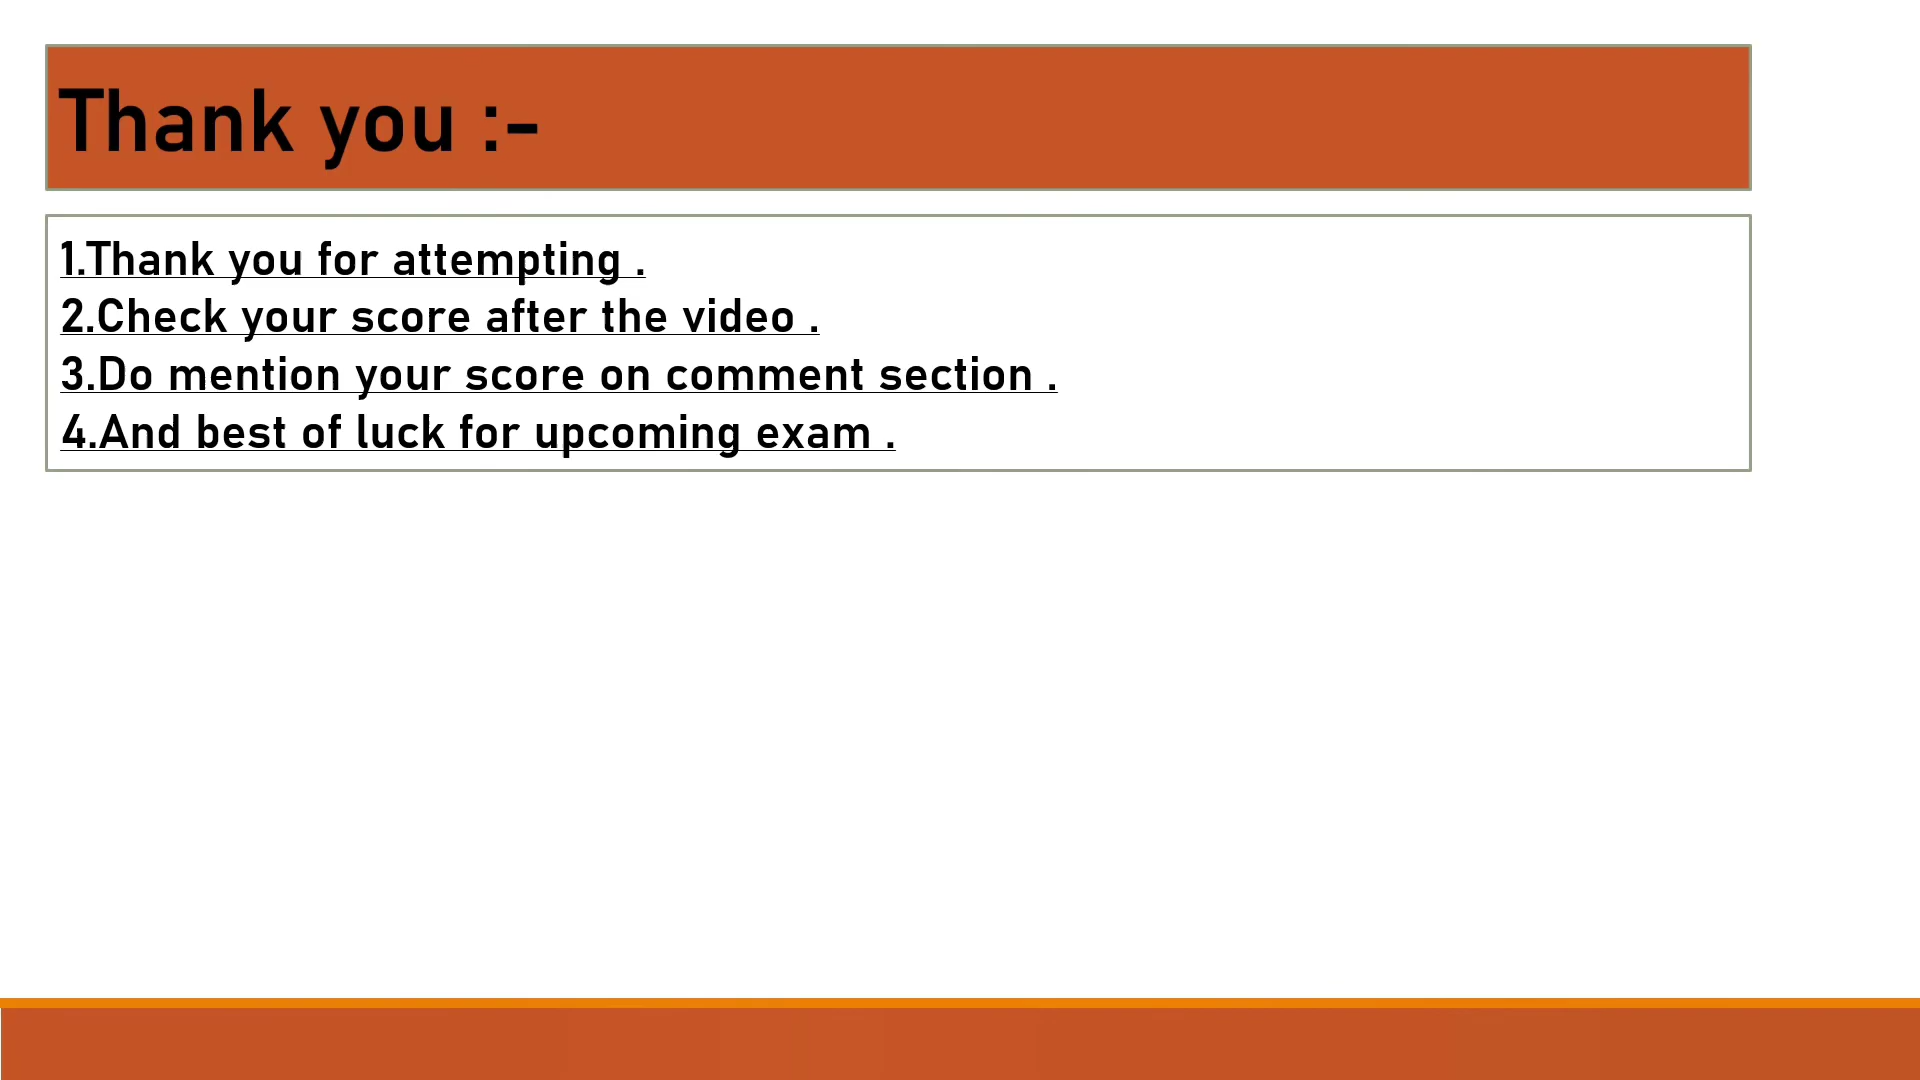 Thank you :-
1.Thank you for attempting .
2.Check your score after the video .
3.Do mention your score on comment section .
4.And best of luck for upcoming exam .